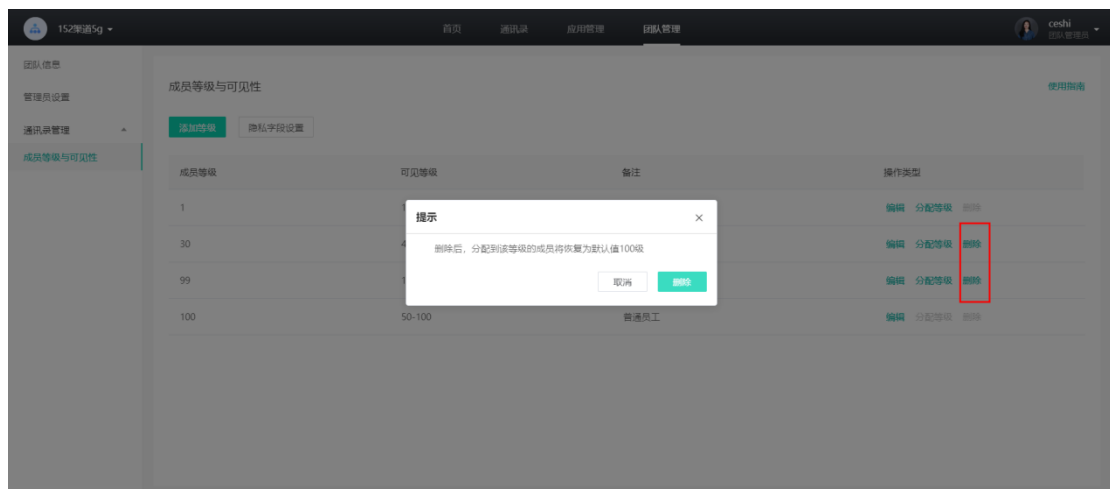 152渠道5g
首页 通讯录 应用管理 团队管理
ceshi
团队管理员
团队信息
管理员设置
通讯录管理
成员等级与可见性
成员等级与可见性
使用指南
添加等级 隐私字段设置
成员等级 可见等级 备注 操作类型
1 1 编辑 分配等级 删除
30 4 编辑 分配等级 删除
99 1 编辑 分配等级 删除
100 50-100 普通员工 编辑 分配等级 删除
提示
删除后，分配到该等级的成员将恢复为默认值100级
取消 删除